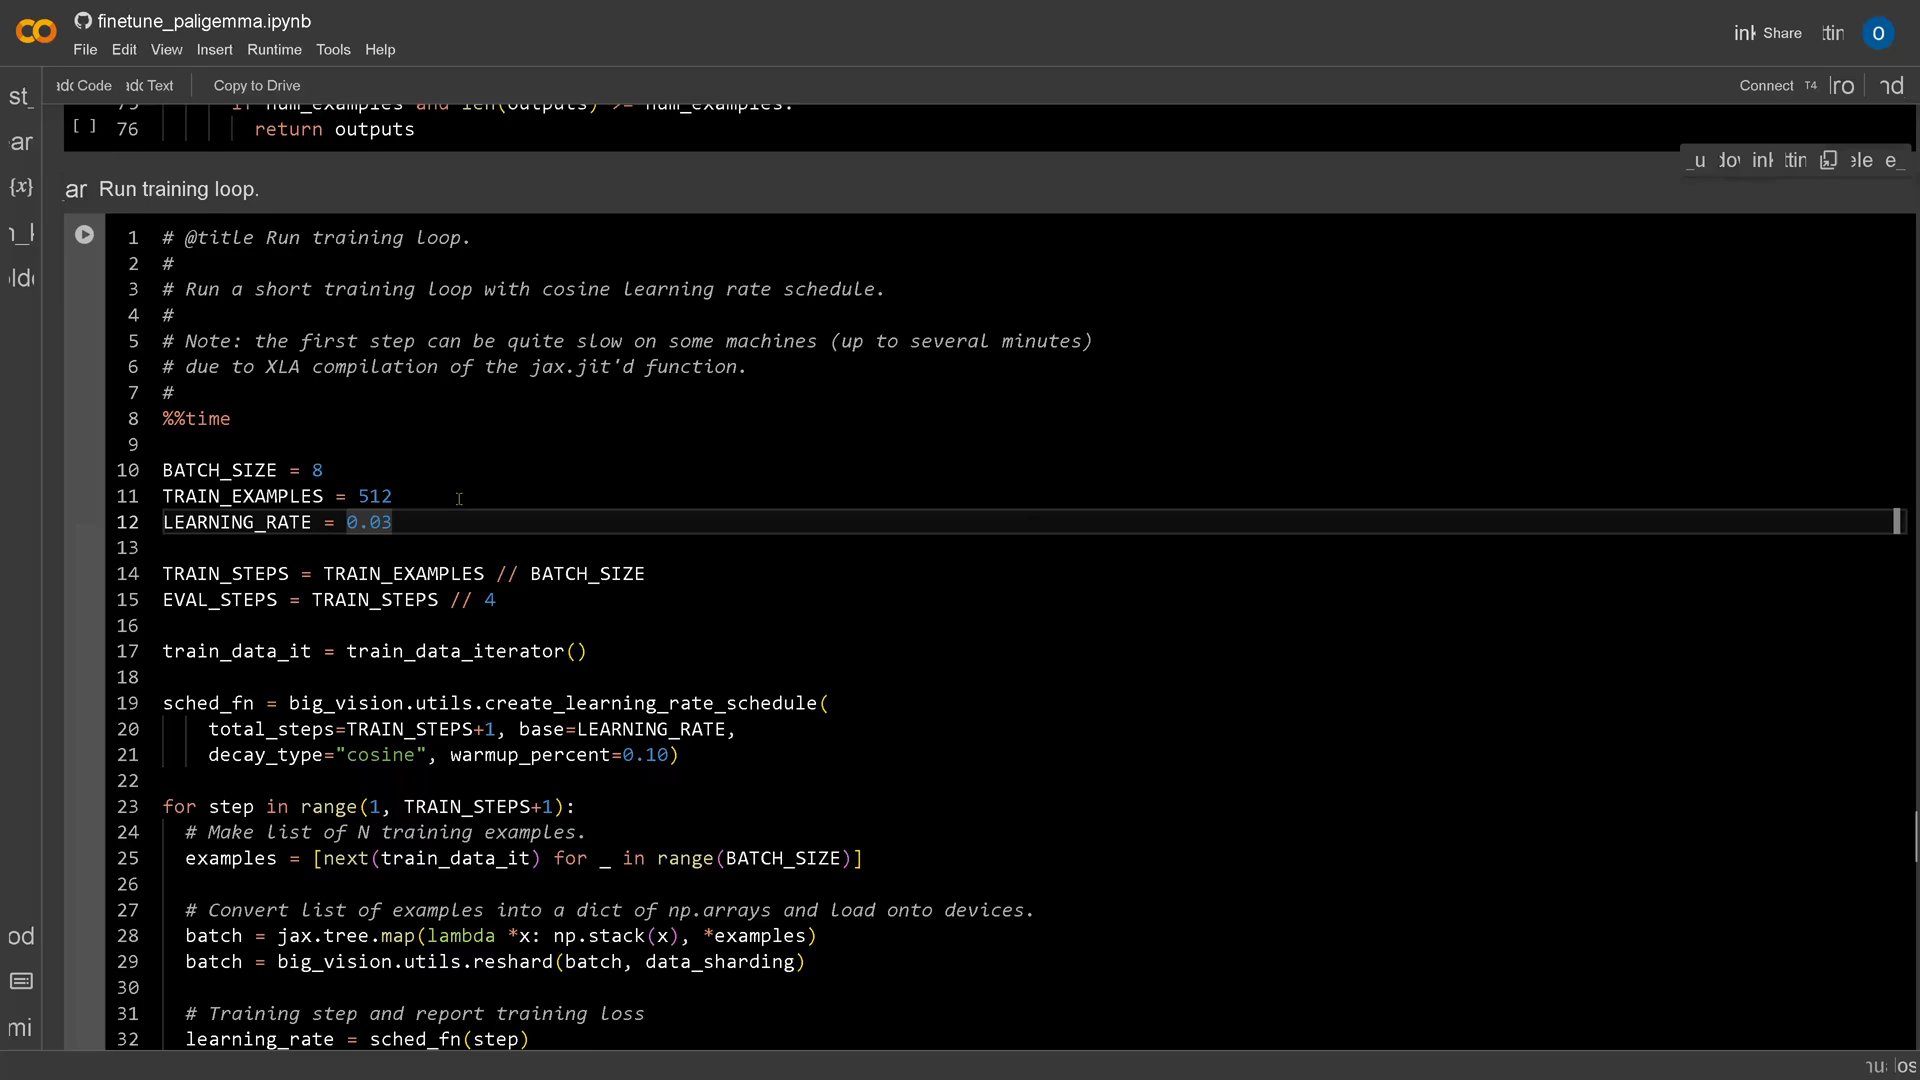 finetune_paligemma.ipynb
File Edit View Insert Runtime Tools Help
Share
O
Code Text Copy to Drive
Connect T4
if num_examples and len(outputs) >= num_examples:
[ ] 76 return outputs
{x}
Run training loop.
1 # @title Run training loop.
2 #
3 # Run a short training loop with cosine learning rate schedule.
4 #
5 # Note: the first step can be quite slow on some machines (up to several minutes)
6 # due to XLA compilation of the jax.jit'd function.
7 #
8 %%time
9
10 BATCH_SIZE = 8
11 TRAIN_EXAMPLES = 512
12 LEARNING_RATE = 0.03
13
14 TRAIN_STEPS = TRAIN_EXAMPLES // BATCH_SIZE
15 EVAL_STEPS = TRAIN_STEPS // 4
16
17 train_data_it = train_data_iterator()
18
19 sched_fn = big_vision.utils.create_learning_rate_schedule(
20 total_steps=TRAIN_STEPS+1, base=LEARNING_RATE,
21 decay_type="cosine", warmup_percent=0.10)
22
23 for step in range(1, TRAIN_STEPS+1):
24 # Make list of N training examples.
25 examples = [next(train_data_it) for _ in range(BATCH_SIZE)]
26
27 # Convert list of examples into a dict of np.arrays and load onto devices.
28 batch = jax.tree.map(lambda *x: np.stack(x), *examples)
29 batch = big_vision.utils.reshard(batch, data_sharding)
30
31 # Training step and report training loss
32 learning_rate = sched_fn(step)